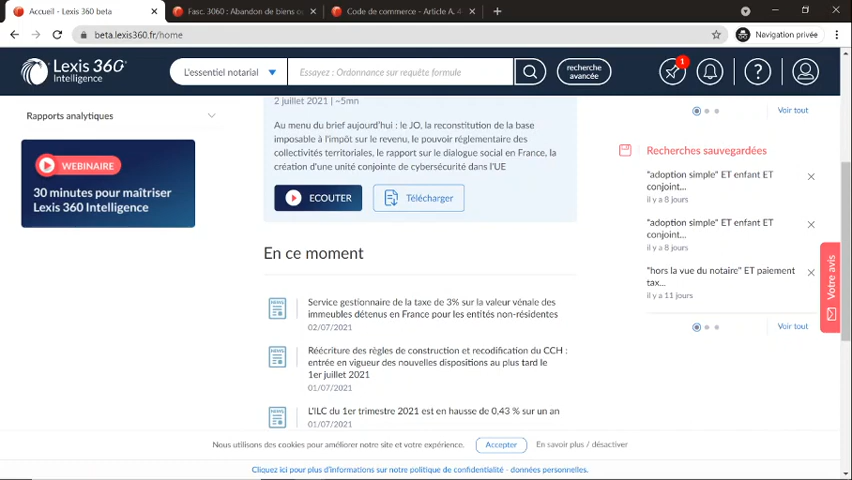 Accueil - Lexis 360 beta
Fasc. 3060 : Abandon de biens o
Code de commerce - Article A. 4
beta.lexis360.fr/home
Navigation privée
Lexis 360®
Intelligence
L'essentiel notarial
Essayez : Ordonnance sur requête formule
recherche
avancée
1
Rapports analytiques
WEBINAIRE
30 minutes pour maîtriser
Lexis 360 Intelligence
2 juillet 2021 | ~5mn
Au menu du brief aujourd'hui : le JO, la reconstitution de la base
imposable à l'impôt sur le revenu, le pouvoir réglementaire des
collectivités territoriales, le rapport sur le dialogue social en France, la
création d'une unité conjointe de cybersécurité dans l'UE
ECOUTER
Télécharger
En ce moment
NEWS
Service gestionnaire de la taxe de 3% sur la valeur vénale des
immeubles détenus en France pour les entités non-résidentes
02/07/2021
NEWS
Réécriture des règles de construction et recodification du CCH :
entrée en vigueur des nouvelles dispositions au plus tard le
1er juillet 2021
01/07/2021
NEWS
L'ILC du 1er trimestre 2021 est en hausse de 0,43 % sur un an
01/07/2021
Voir tout
Recherches sauvegardées
"adoption simple" ET enfant ET
conjoint...
il y a 8 jours
"adoption simple" ET enfant ET
conjoint...
il y a 8 jours
"hors la vue du notaire" ET paiement
tax...
il y a 11 jours
Voir tout
Votre avis
Nous utilisons des cookies pour améliorer notre site et votre expérience.
Accepter
En savoir plus / désactiver
Cliquez ici pour plus d'informations sur notre politique de confidentialité - données personnelles.